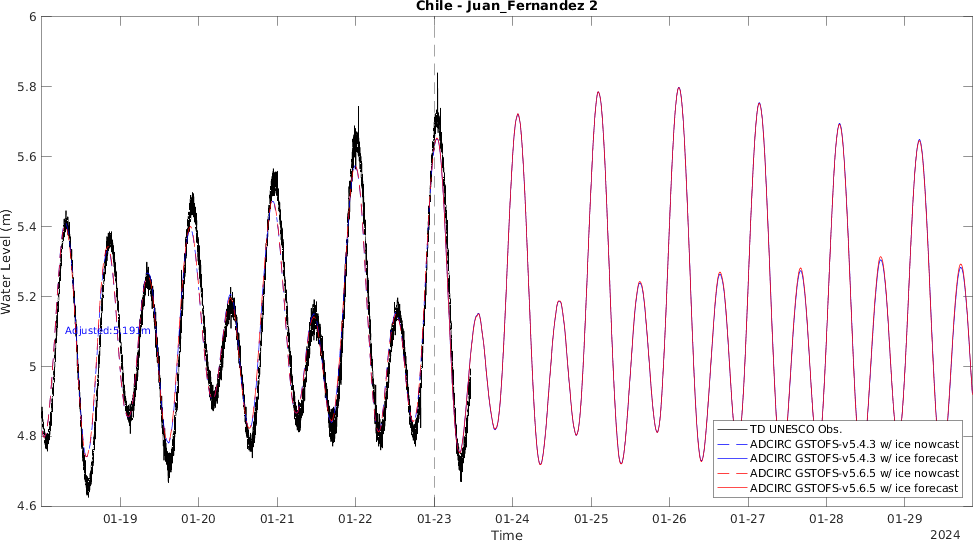 Chile - Juan_Fernandez 2
6
5.8
5.6
5.4
5.2
5
4.8
4.6
Water Level (m)
Adjusted:5.191m
TD UNESCO Obs.
ADCIRC GSTOFS-v5.4.3 w/ ice nowcast
ADCIRC GSTOFS-v5.4.3 w/ ice forecast
ADCIRC GSTOFS-v5.6.5 w/ ice nowcast
ADCIRC GSTOFS-v5.6.5 w/ ice forecast
01-19 01-20 01-21 01-22 01-23 01-24 01-25 01-26 01-27 01-28 01-29
Time
2024